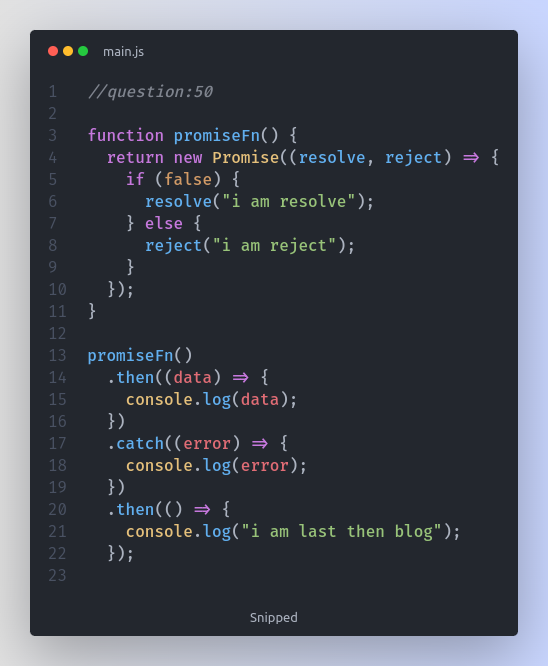 main.js
1 //question:50
2
3 function promiseFn() {
4   return new Promise((resolve, reject) => {
5     if (false) {
6       resolve("i am resolve");
7     } else {
8       reject("i am reject");
9     }
10   });
11 }
12
13 promiseFn()
14   .then((data) => {
15     console.log(data);
16   })
17   .catch((error) => {
18     console.log(error);
19   })
20   .then(() => {
21     console.log("i am last then blog");
22   });
23
Snipped